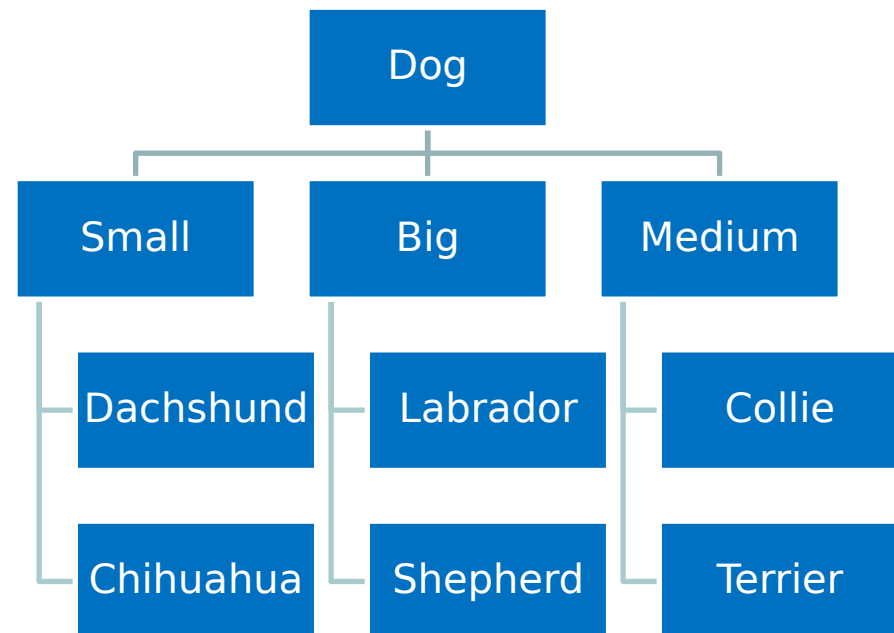 Dog
Small
Big
Medium
Dachshund
Labrador
Collie
Chihuahua
Shepherd
Terrier